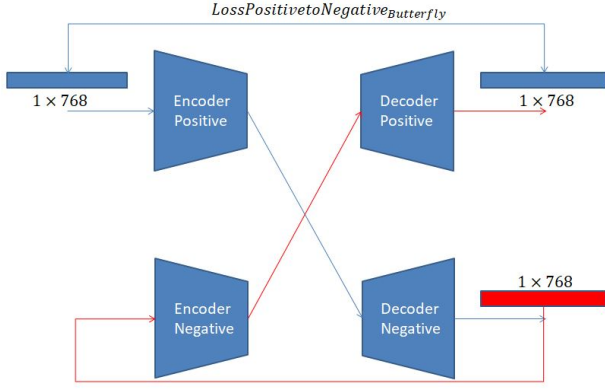 LossPositivetoNegative_Butterfly
1 × 768
Encoder
Positive
Decoder
Positive
1 × 768
Encoder
Negative
Decoder
Negative
1 × 768